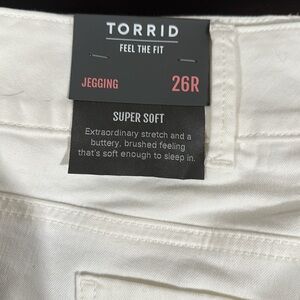 TORRID
FEEL THE FIT
JEGGING 26R
SUPER SOFT
Extraordinary stretch and a
buttery, brushed feeling
that's soft enough to sleep in.